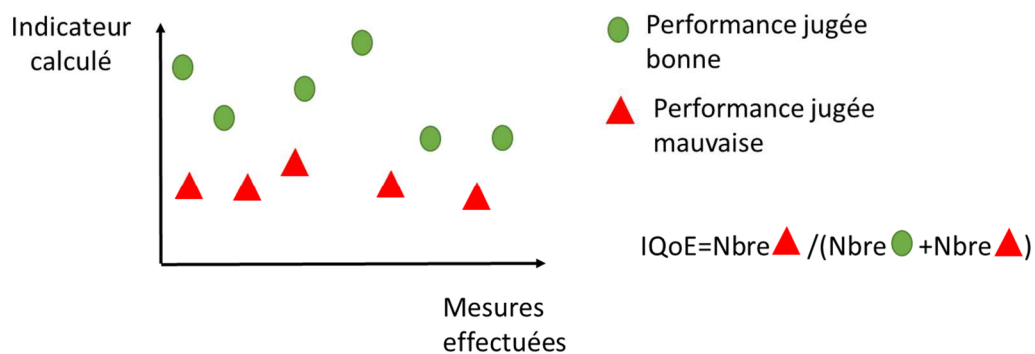 Indicateur
calculé
Performance jugée
bonne
Performance jugée
mauvaise
IQoE=Nbre /(Nbre +Nbre )
Mesures
effectuées